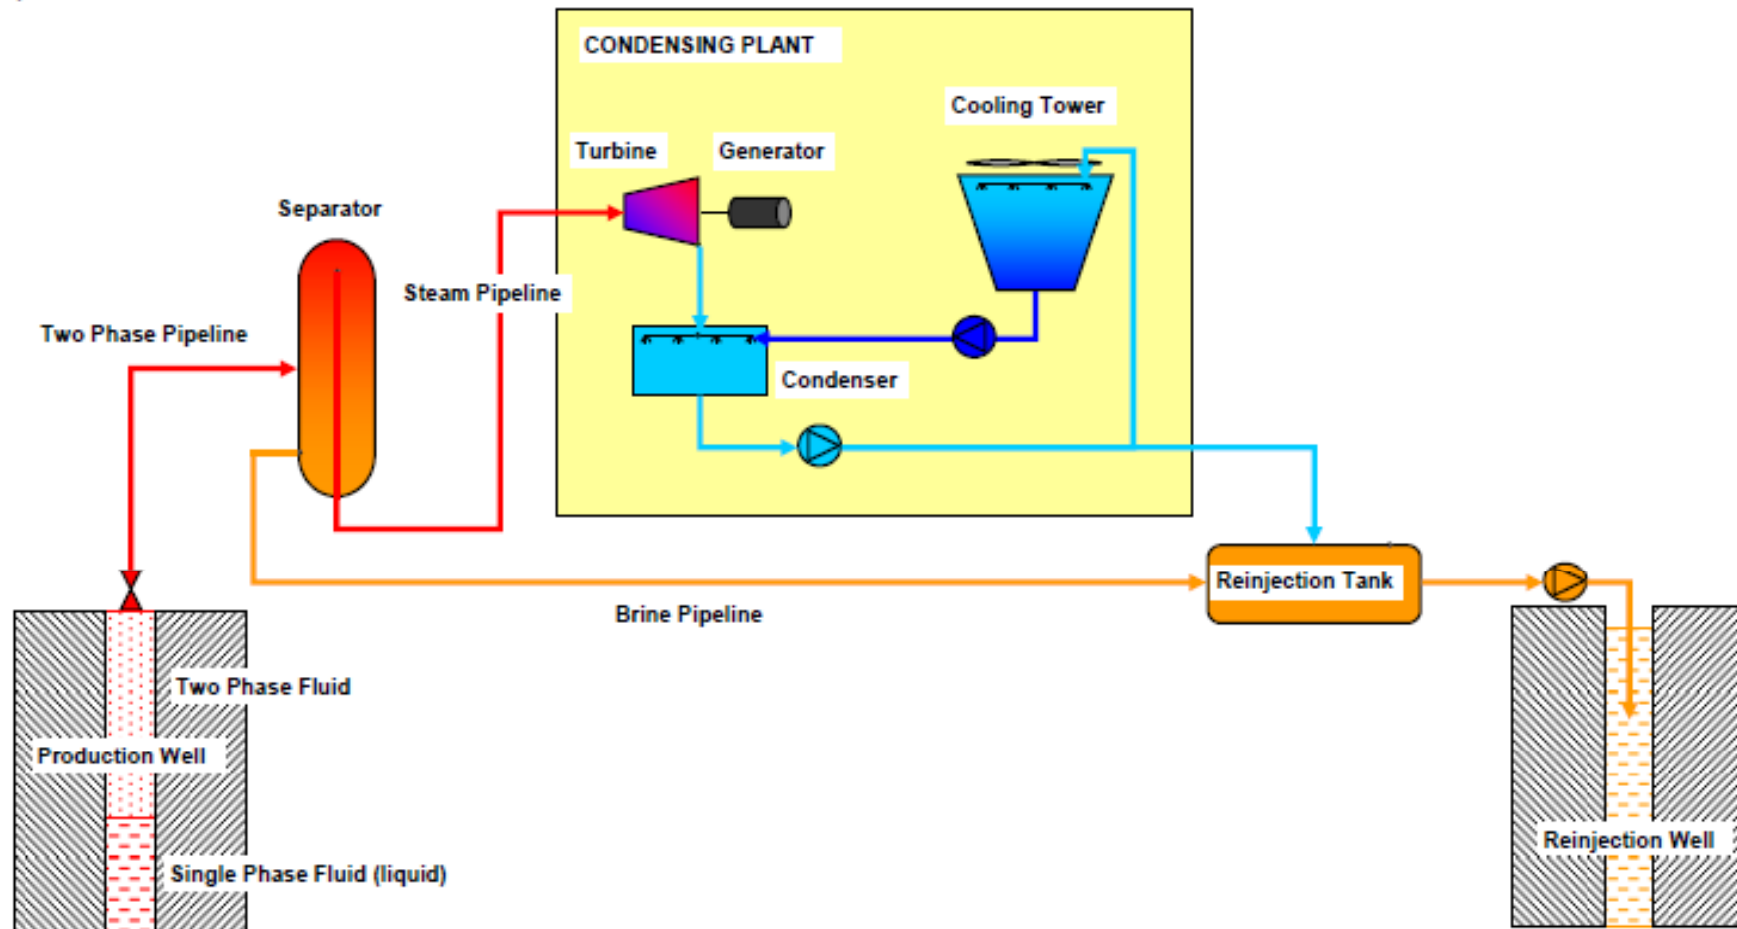 CONDENSING PLANT
Cooling Tower
Turbine
Generator
Separator
Steam Pipeline
Two Phase Pipeline
Condenser
Reinjection Tank
Brine Pipeline
Two Phase Fluid
Production Well
Reinjection Well
Single Phase Fluid (liquid)